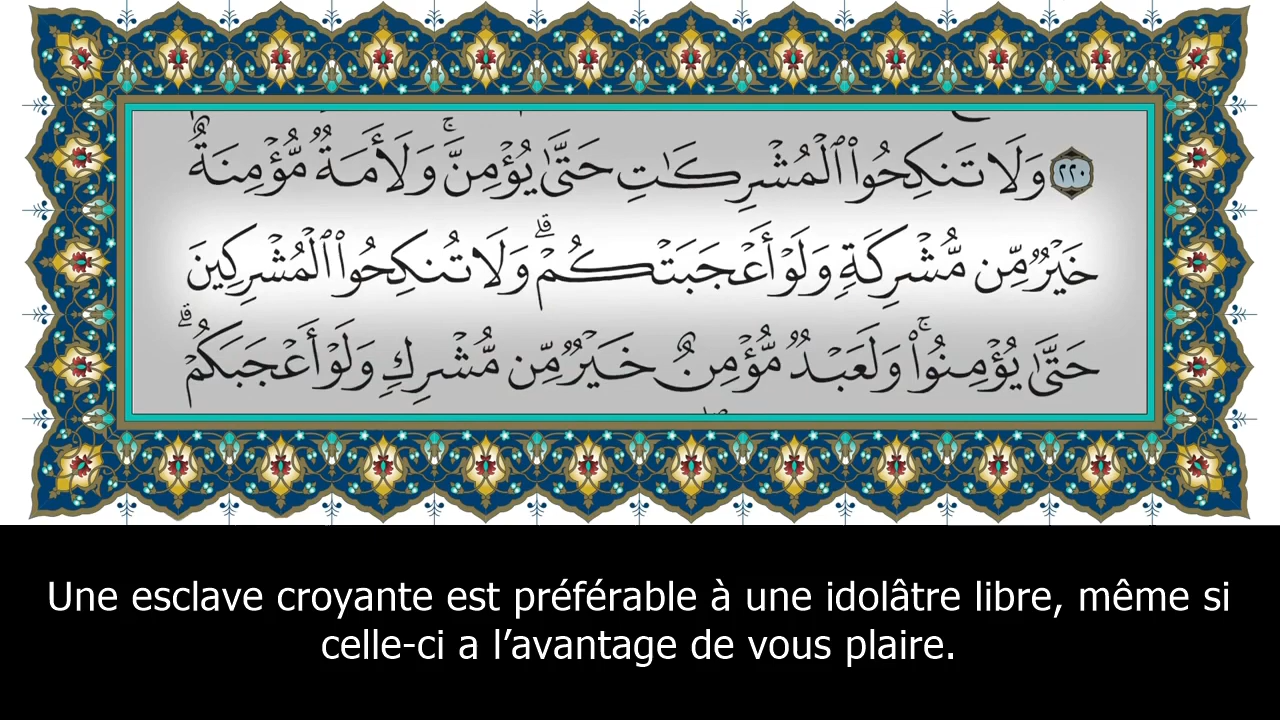 ٢٢٠ وَلَا تَنكِحُوا۟ ٱلْمُشْرِكَـٰتِ حَتَّىٰ يُؤْمِنَّ ۚ وَلَأَمَةٌ مُّؤْمِنَةٌ
خَيْرٌ مِّن مُّشْرِكَةٍ وَلَوْ أَعْجَبَتْكُمْ ۗ وَلَا تُنكِحُوا۟ ٱلْمُشْرِكِينَ
حَتَّىٰ يُؤْمِنُوا۟ ۚ وَلَعَبْدٌ مُّؤْمِنٌ خَيْرٌ مِّن مُّشْرِكٍ وَلَوْ أَعْجَبَكُمْ ۗ
Une esclave croyante est préférable à une idolâtre libre, même si
celle-ci a l’avantage de vous plaire.